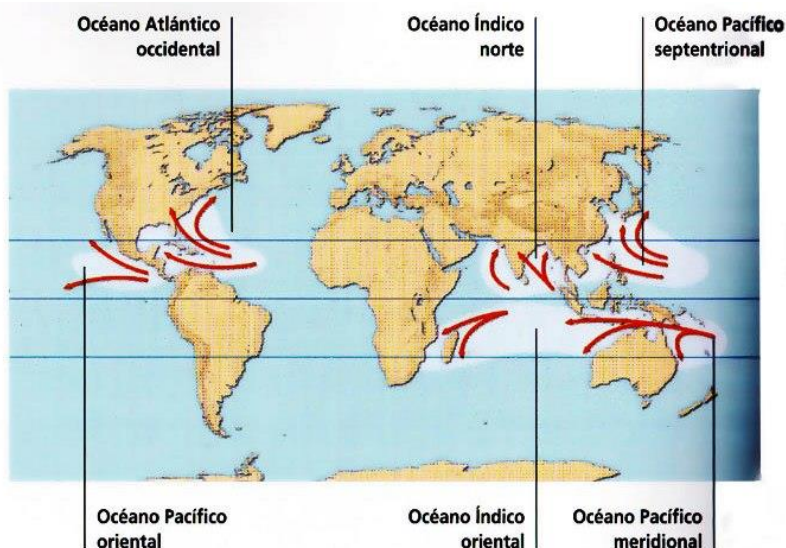 Océano Atlántico
occidental
Océano Índico
norte
Océano Pacífico
septentrional
Océano Pacífico
oriental
Océano Índico
oriental
Océano Pacífico
meridional